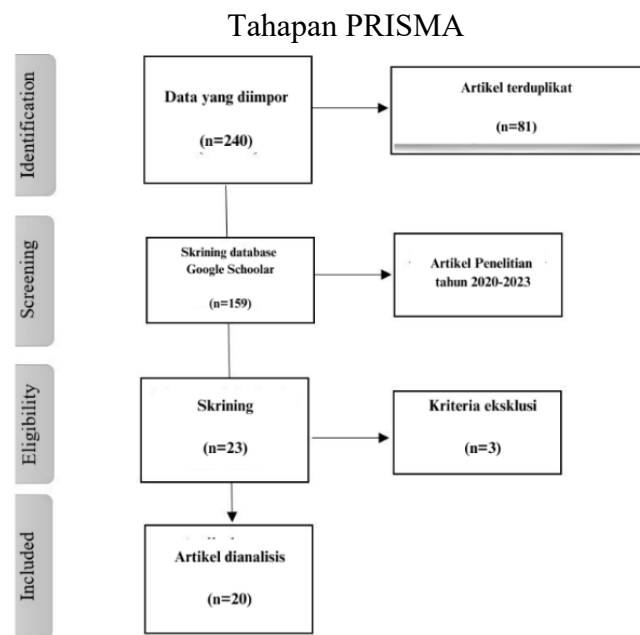 Tahapan PRISMA
Identification
Data yang diimpor
(n=240)
Artikel terduplikat
(n=81)
Screening
Skrining database
Google Schoolar
(n=159)
Artikel Penelitian
tahun 2020-2023
Eligibility
Skrining
(n=23)
Kriteria eksklusi
(n=3)
Included
Artikel dianalisis
(n=20)